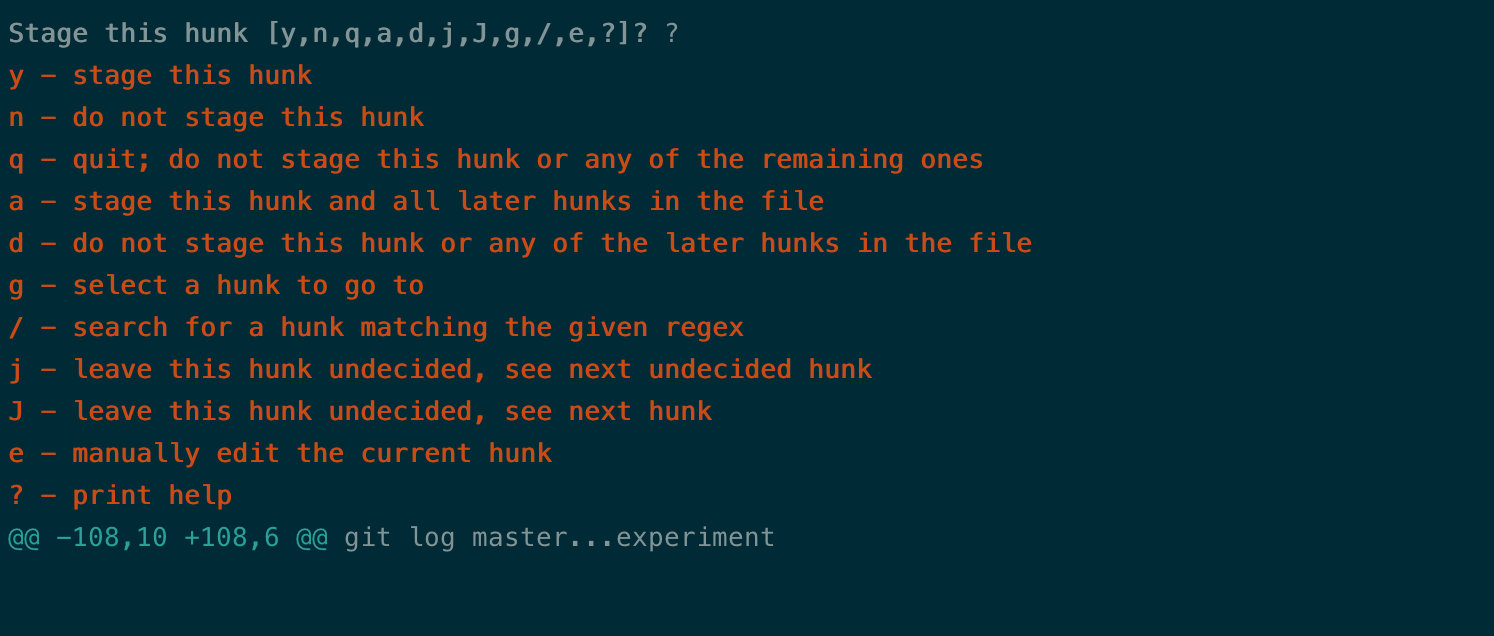 Stage this hunk [y,n,q,a,d,j,J,g,/,e,?]? ?
y - stage this hunk
n - do not stage this hunk
q - quit; do not stage this hunk or any of the remaining ones
a - stage this hunk and all later hunks in the file
d - do not stage this hunk or any of the later hunks in the file
g - select a hunk to go to
/ - search for a hunk matching the given regex
j - leave this hunk undecided, see next undecided hunk
J - leave this hunk undecided, see next hunk
e - manually edit the current hunk
? - print help
@@ -108,10 +108,6 @@ git log master...experiment